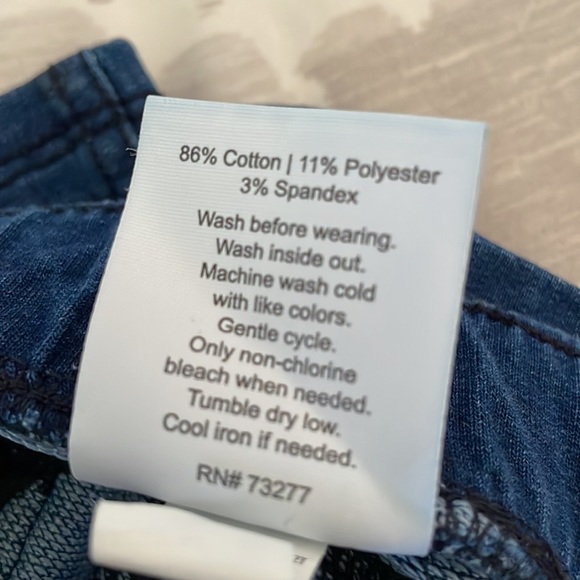 86% Cotton | 11% Polyester
3% Spandex
Wash before wearing.
Wash inside out.
Machine wash cold
with like colors.
Gentle cycle.
Only non-chlorine
bleach when needed.
Tumble dry low.
Cool iron if needed.
RN# 73277